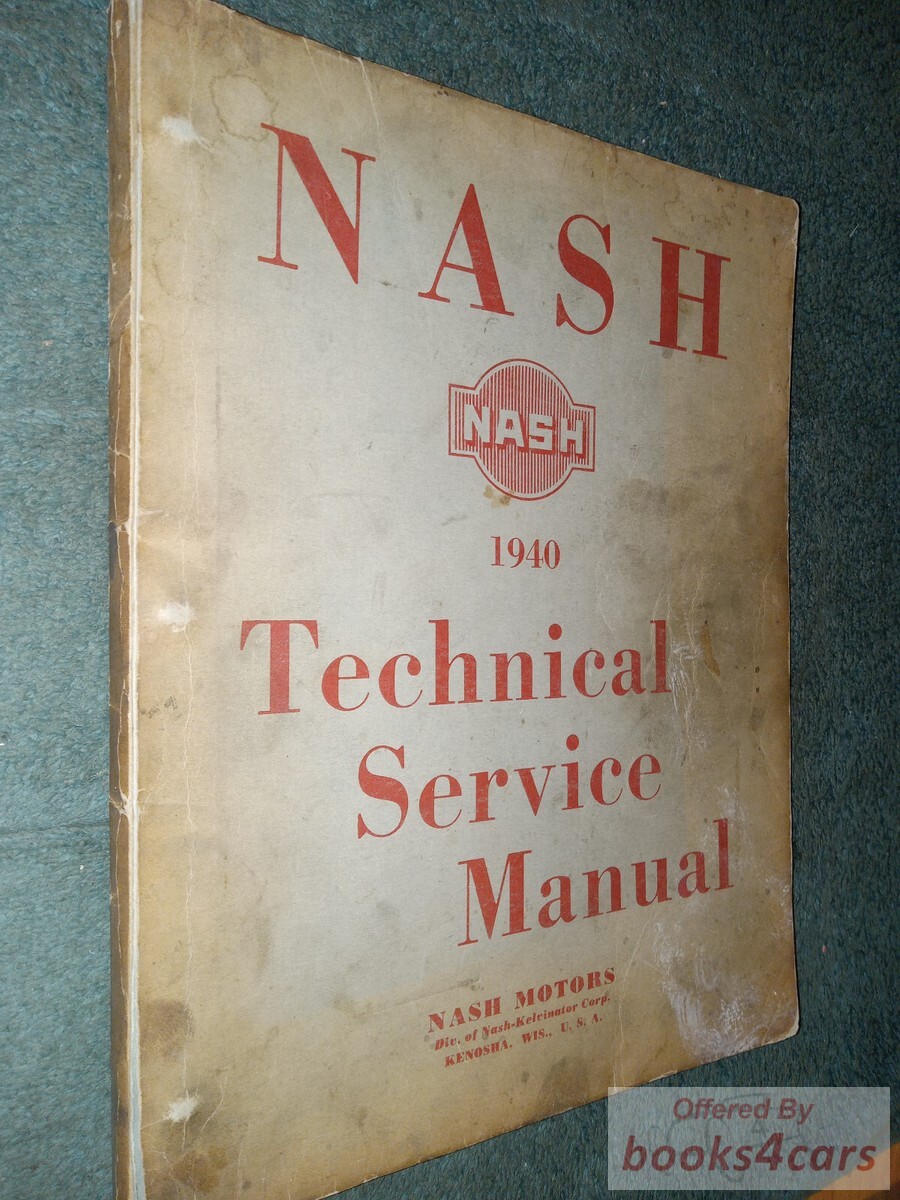 NASH
NASH
1940
Technical
Service
Manual
NASH MOTORS
Div. of Nash-Kelvinator Corp.
KENOSHA, WIS., U. S. A.
Offered By
books4cars